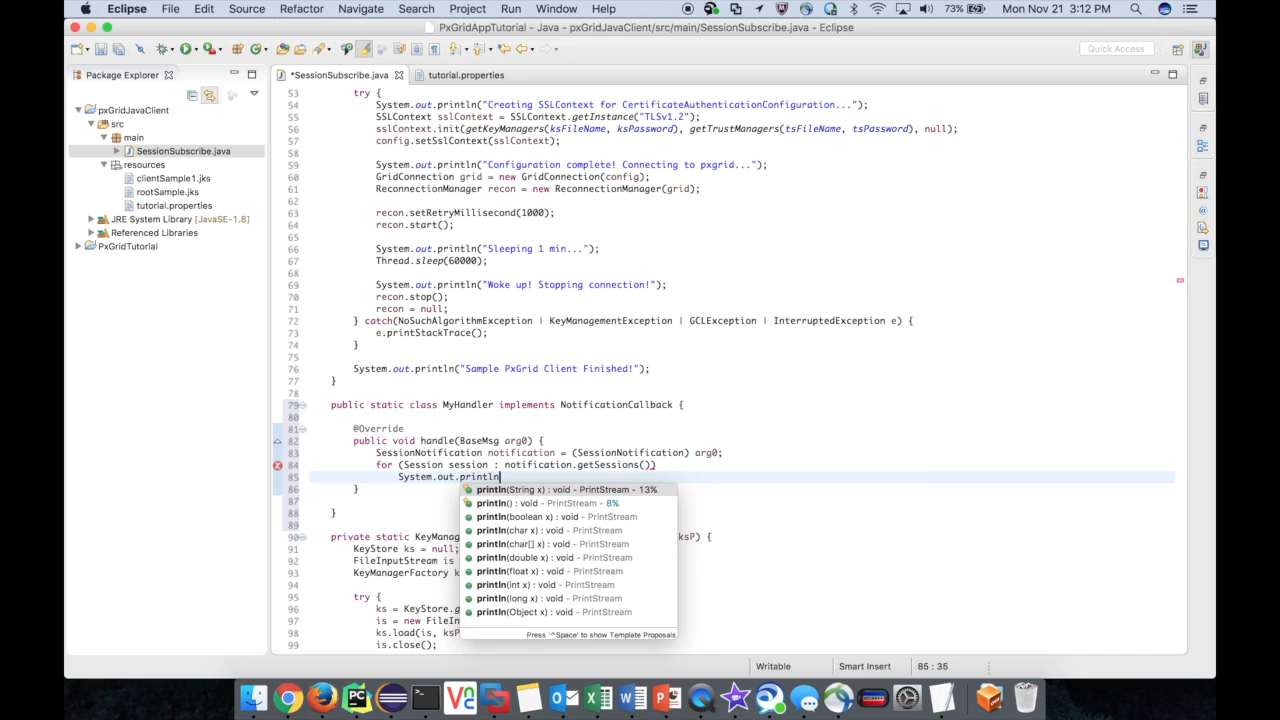 Eclipse File Edit Source Refactor Navigate Search Project Run Window Help 73% Mon Nov 21 3:12 PM
PxGridAppTutorial - Java - pxGridJavaClient/src/main/SessionSubscribe.java - Eclipse
Quick Access
Package Explorer
*SessionSubscribe.java
tutorial.properties
pxGridJavaClient
src
main
SessionSubscribe.java
resources
clientSample1.jks
rootSample.jks
tutorial.properties
JRE System Library [JavaSE-1.8]
Referenced Libraries
PxGridTutorial
53 try {
54 System.out.println("Creating SSLContext for CertificateAuthenticationConfiguration...");
55 SSLContext sslContext = SSLContext.getInstance("TLSv1.2");
56 sslContext.init(getKeyManagers(ksFileName, ksPassword), getTrustManagers(tsFileName, tsPassword), null);
57 config.setSslContext(sslContext);
58
59 System.out.println("Configuration complete! Connecting to pxgrid...");
60 GridConnection grid = new GridConnection(config);
61 ReconnectionManager recon = new ReconnectionManager(grid);
62
63 recon.setRetryMillisecond(1000);
64 recon.start();
65
66 System.out.println("Sleeping 1 min...");
67 Thread.sleep(60000);
68
69 System.out.println("Woke up! Stopping connection!");
70 recon.stop();
71 recon = null;
72 } catch(NoSuchAlgorithmException | KeyManagementException | GCLException | InterruptedException e) {
73 e.printStackTrace();
74 }
75
76 System.out.println("Sample PxGrid Client Finished!");
77 }
78
79 public static class MyHandler implements NotificationCallback {
80
81 @Override
82 public void handle(BaseMsg arg0) {
83 SessionNotification notification = (SessionNotification) arg0;
84 for (Session session : notification.getSessions())
85 System.out.println
86 }
87
88 }
89
90 private static KeyManag ksP) {
91 KeyStore ks = null;
92 FileInputStream is
93 KeyManagerFactory k
94
95 try {
96 ks = KeyStore.g
97 is = new FileIn
98 ks.load(is, ksP
99 is.close();
println(String x) : void - PrintStream - 13%
println() : void - PrintStream - 8%
println(boolean x) : void - PrintStream
println(char x) : void - PrintStream
println(char[] x) : void - PrintStream
println(double x) : void - PrintStream
println(float x) : void - PrintStream
println(int x) : void - PrintStream
println(long x) : void - PrintStream
println(Object x) : void - PrintStream
Press '^Space' to show Template Proposals
Writable Smart Insert 85 : 35